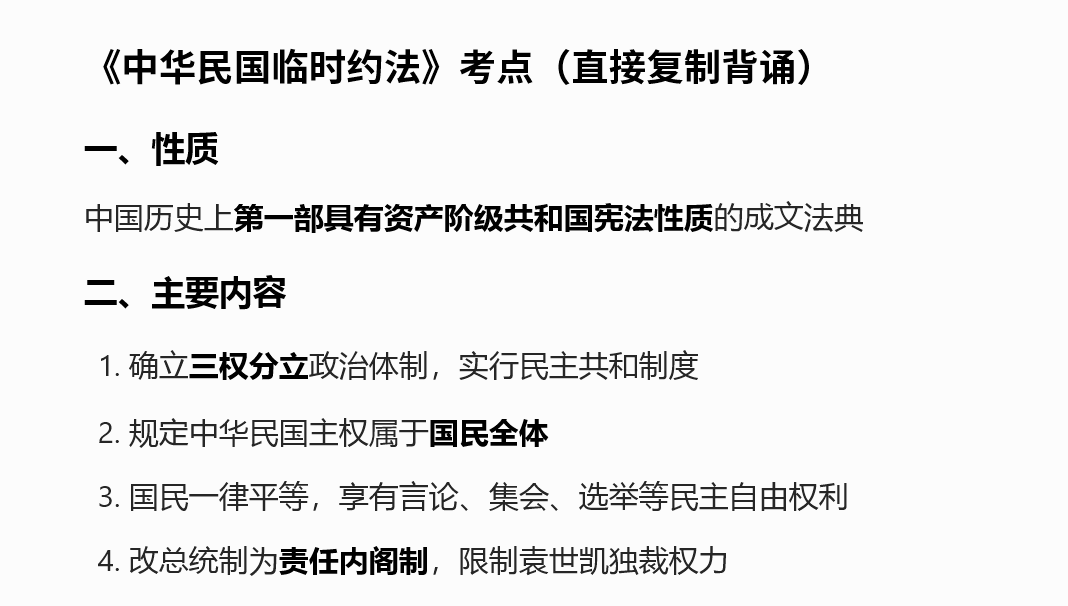 《中华民国临时约法》考点（直接复制背诵）
一、性质
中国历史上第一部具有资产阶级共和国宪法性质的成文法典
二、主要内容
1. 确立三权分立政治体制，实行民主共和制度
2. 规定中华民国主权属于国民全体
3. 国民一律平等，享有言论、集会、选举等民主自由权利
4. 改总统制为责任内阁制，限制袁世凯独裁权力